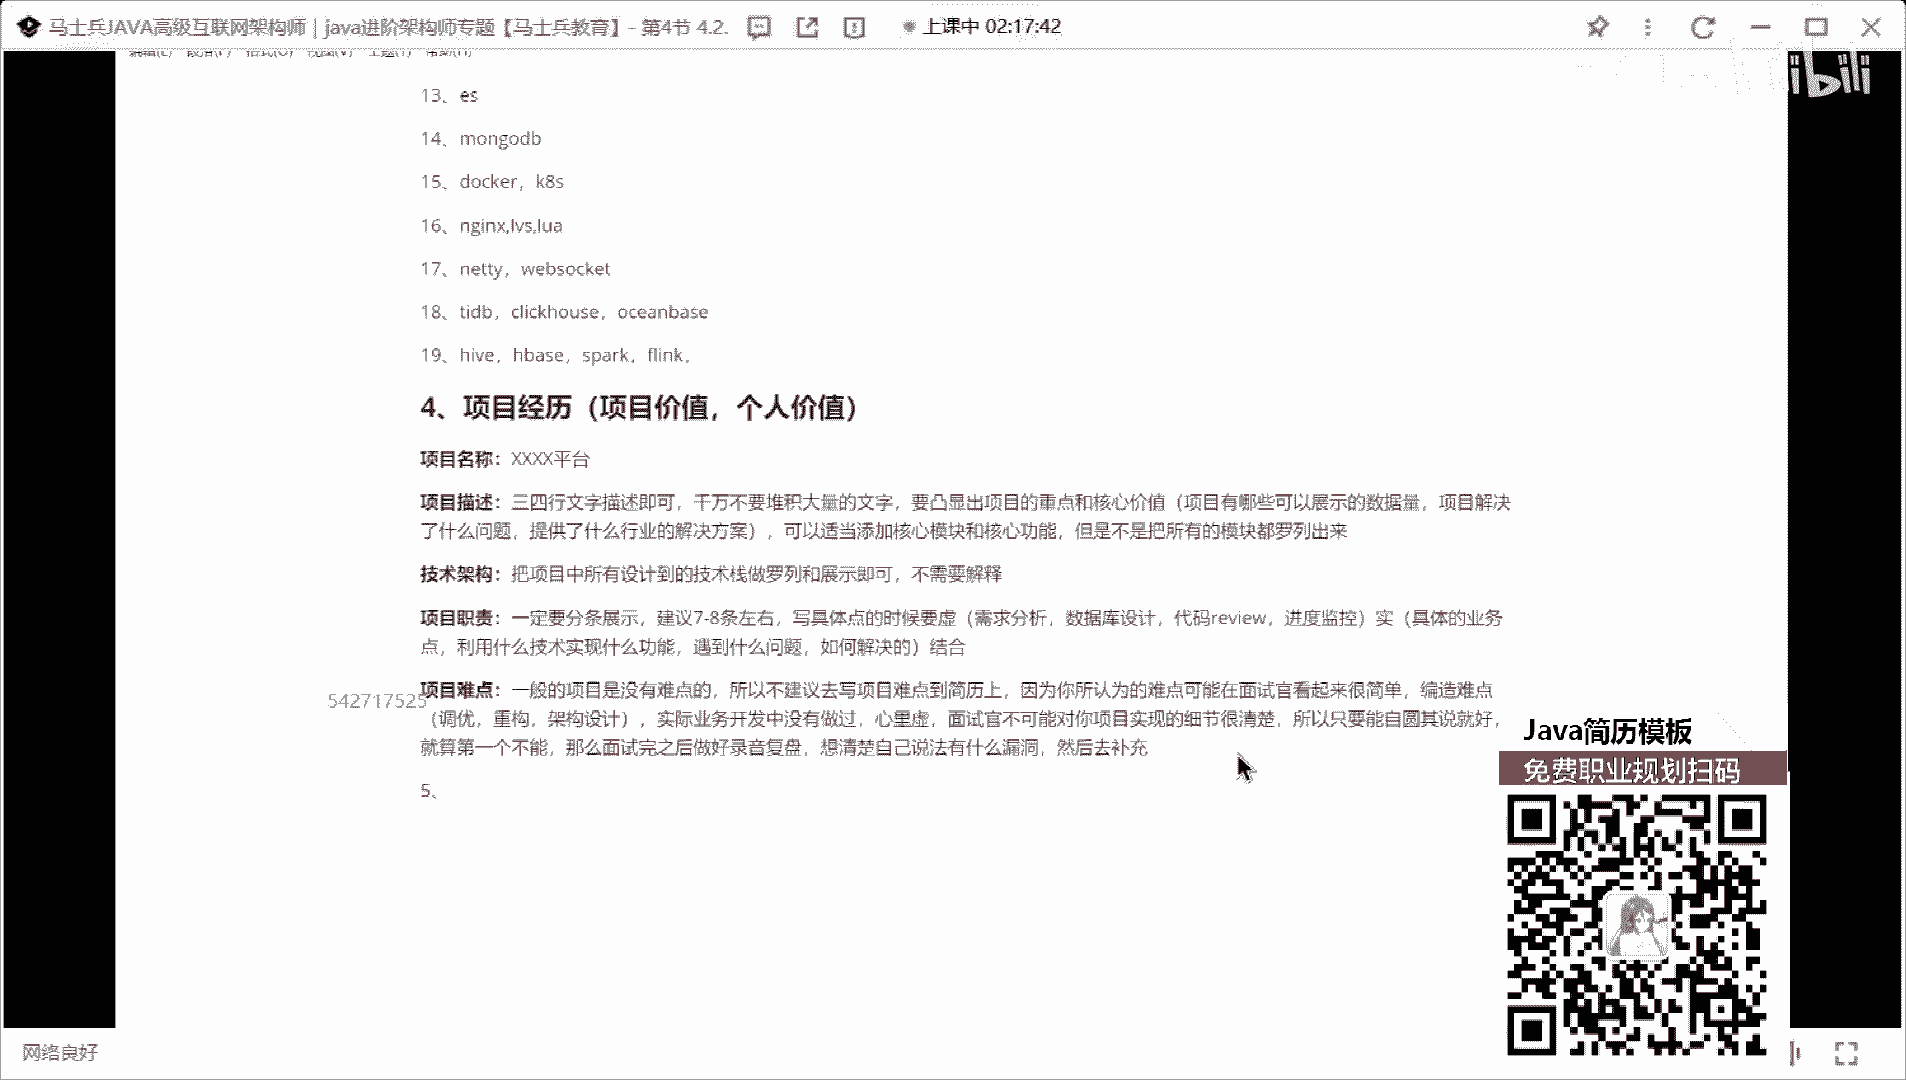 马士兵JAVA高级互联网架构师｜java进阶架构师专题【马士兵教育】- 第4节 4.2.
上课中 02:17:42
编辑(E) 段落(P) 格式(O) 视图(V) 主题(T) 帮助(H)
bilibili
13、es
14、mongodb
15、docker，k8s
16、nginx,lvs,lua
17、netty，websocket
18、tidb，clickhouse，oceanbase
19、hive，hbase，spark，flink，
4、项目经历（项目价值，个人价值）
项目名称：XXXX平台
项目描述：三四行文字描述即可，千万不要堆积大量的文字，要凸显出项目的重点和核心价值（项目有哪些可以展示的数据量，项目解决
了什么问题，提供了什么行业的解决方案），可以适当添加核心模块和核心功能，但是不是把所有的模块都罗列出来
技术架构：把项目中所有设计到的技术栈做罗列和展示即可，不需要解释
项目职责：一定要分条展示，建议7-8条左右，写具体点的时候要虚（需求分析，数据库设计，代码review，进度监控）实（具体的业务
点，利用什么技术实现什么功能，遇到什么问题，如何解决的）结合
项目难点：一般的项目是没有难点的，所以不建议去写项目难点到简历上，因为你所认为的难点可能在面试官看起来很简单，编造难点
542717525
（调优，重构，架构设计），实际业务开发中没有做过，心里虚，面试官不可能对你项目实现的细节很清楚，所以只要能自圆其说就好，
就算第一个不能，那么面试完之后做好录音复盘，想清楚自己说法有什么漏洞，然后去补充
5、
Java简历模板
免费职业规划扫码
网络良好